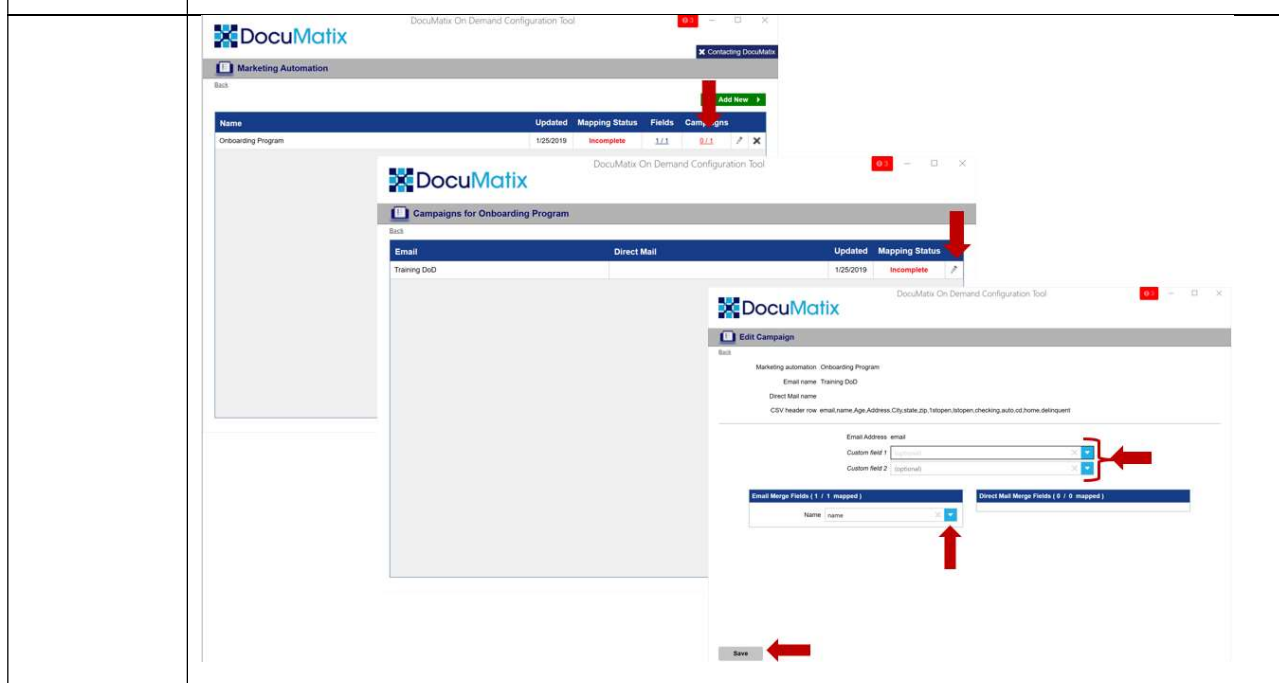 DocuMatix On Demand Configuration Tool
3
DocuMatix
Contacting DocuMatix
Marketing Automation
Back
Add New
Name Updated Mapping Status Fields Campaigns
Onboarding Program 1/25/2019 Incomplete 1 / 1 0 / 1
DocuMatix On Demand Configuration Tool
3
DocuMatix
Campaigns for Onboarding Program
Back
Email Direct Mail Updated Mapping Status
Training DoD 1/25/2019 Incomplete
DocuMatix On Demand Configuration Tool
3
DocuMatix
Edit Campaign
Back
Marketing automation Onboarding Program
Email name Training DoD
Direct Mail name
CSV header row email,name,Age,Address,City,state,zip,1stopen,lstopen,checking,auto,cd,home,delinquent
Email Address email
Custom field 1 (optional)
Custom field 2 (optional)
Email Merge Fields ( 1 / 1 mapped ) Direct Mail Merge Fields ( 0 / 0 mapped )
Name name
Save